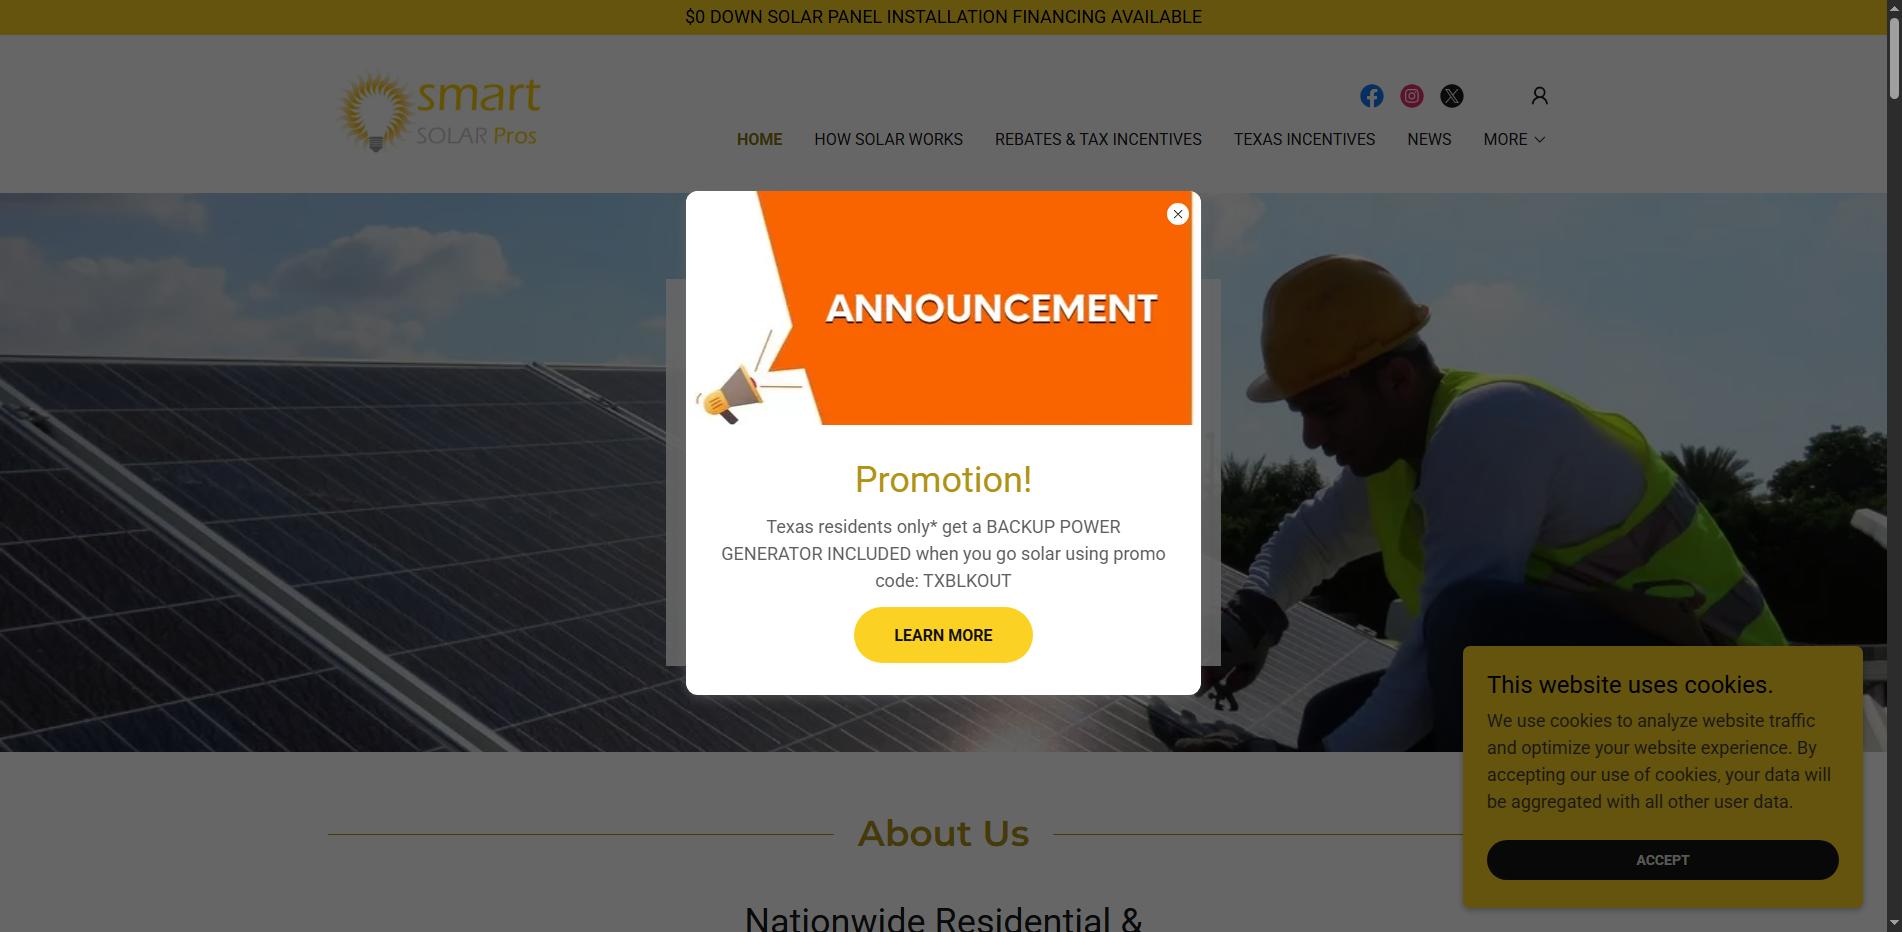 $0 DOWN SOLAR PANEL INSTALLATION FINANCING AVAILABLE
smart
SOLAR Pros
HOME HOW SOLAR WORKS REBATES & TAX INCENTIVES TEXAS INCENTIVES NEWS MORE
ANNOUNCEMENT
Promotion!
Texas residents only* get a BACKUP POWER
GENERATOR INCLUDED when you go solar using promo
code: TXBLKOUT
LEARN MORE
This website uses cookies.
We use cookies to analyze website traffic
and optimize your website experience. By
accepting our use of cookies, your data will
be aggregated with all other user data.
ACCEPT
About Us
Nationwide Residential &